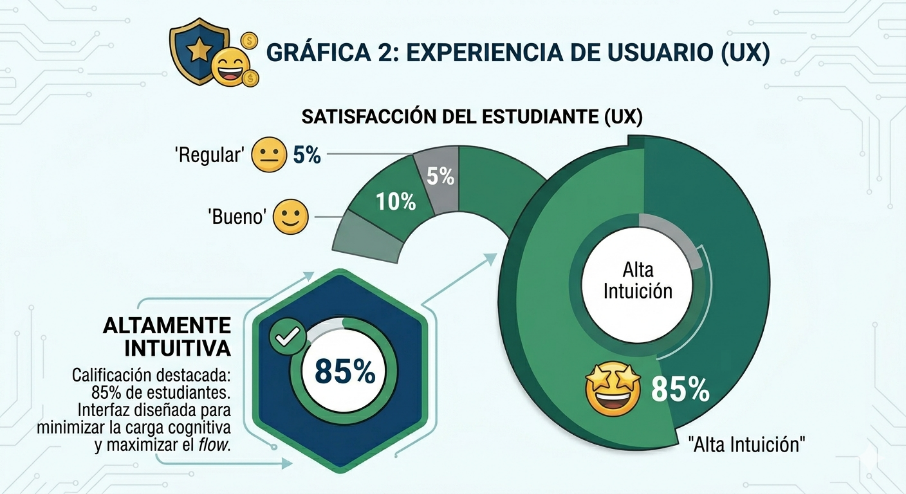 GRÁFICA 2: EXPERIENCIA DE USUARIO (UX)
SATISFACCIÓN DEL ESTUDIANTE (UX)
'Regular' 5%
5%
10%
'Bueno'
Alta
Intuición
ALTAMENTE
INTUITIVA
Calificación destacada:
85% de estudiantes.
Interfaz diseñada para
minimizar la carga cognitiva
y maximizar el flow.
85%
85%
"Alta Intuición"